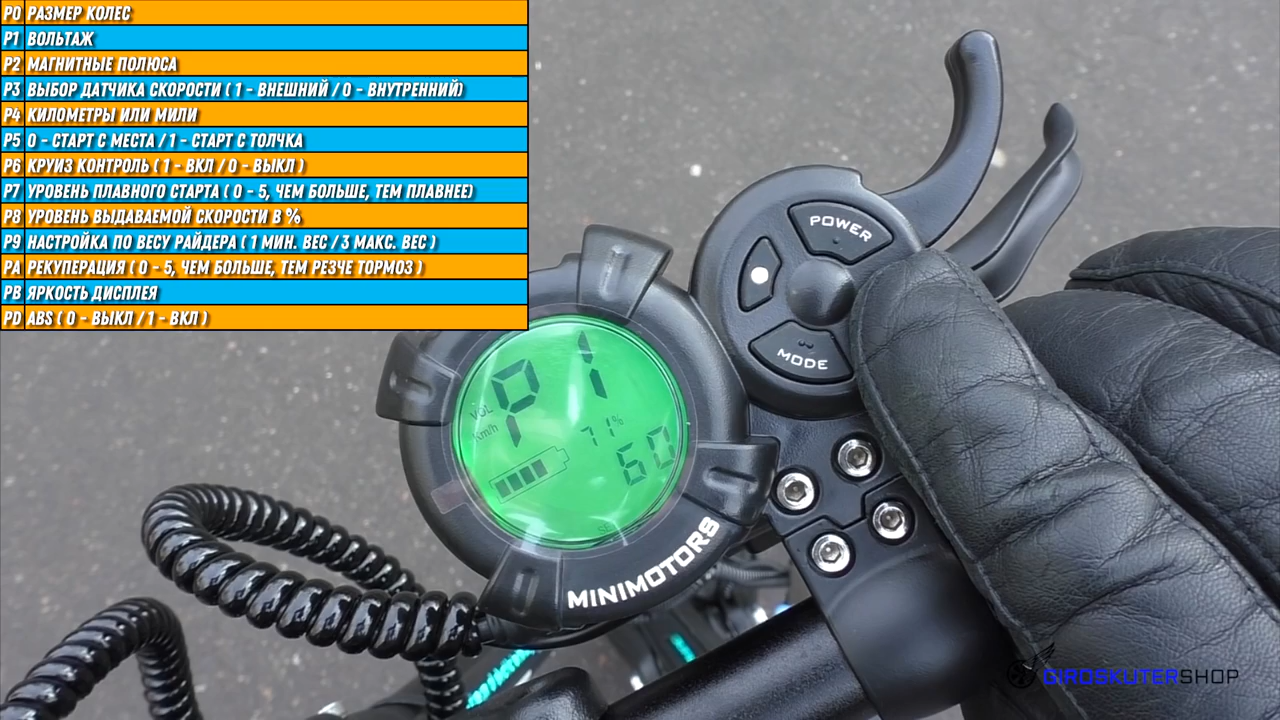 P0 РАЗМЕР КОЛЕС
P1 ВОЛЬТАЖ
P2 МАГНИТНЫЕ ПОЛЮСА
P3 ВЫБОР ДАТЧИКА СКОРОСТИ ( 1 - ВНЕШНИЙ / 0 - ВНУТРЕННИЙ)
P4 КИЛОМЕТРЫ ИЛИ МИЛИ
P5 0 - СТАРТ С МЕСТА / 1 - СТАРТ С ТОЛЧКА
P6 КРУИЗ КОНТРОЛЬ ( 1 - ВКЛ / 0 - ВЫКЛ )
P7 УРОВЕНЬ ПЛАВНОГО СТАРТА ( 0 - 5, ЧЕМ БОЛЬШЕ, ТЕМ ПЛАВНЕЕ)
P8 УРОВЕНЬ ВЫДАВАЕМОЙ СКОРОСТИ В %
P9 НАСТРОЙКА ПО ВЕСУ РАЙДЕРА ( 1 МИН. ВЕС / 3 МАКС. ВЕС )
PA РЕКУПЕРАЦИЯ ( 0 - 5, ЧЕМ БОЛЬШЕ, ТЕМ РЕЗЧЕ ТОРМОЗ )
PB ЯРКОСТЬ ДИСПЛЕЯ
PD ABS ( 0 - ВЫКЛ / 1 - ВКЛ )
POWER
MODE
P 1
VOL
km/h
71%
60
MINIMOTORS
GIROSKUTERSHOP